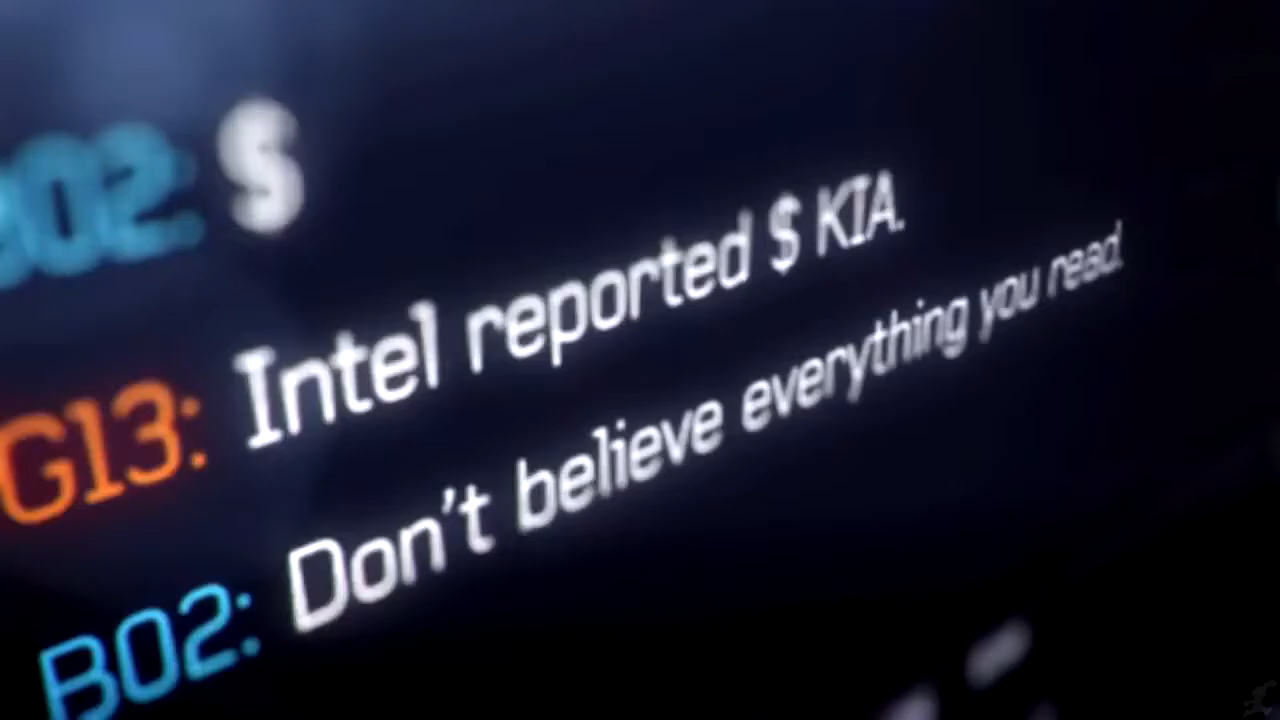 B02: $
G13: Intel reported $ KIA.
B02: Don't believe everything you read.